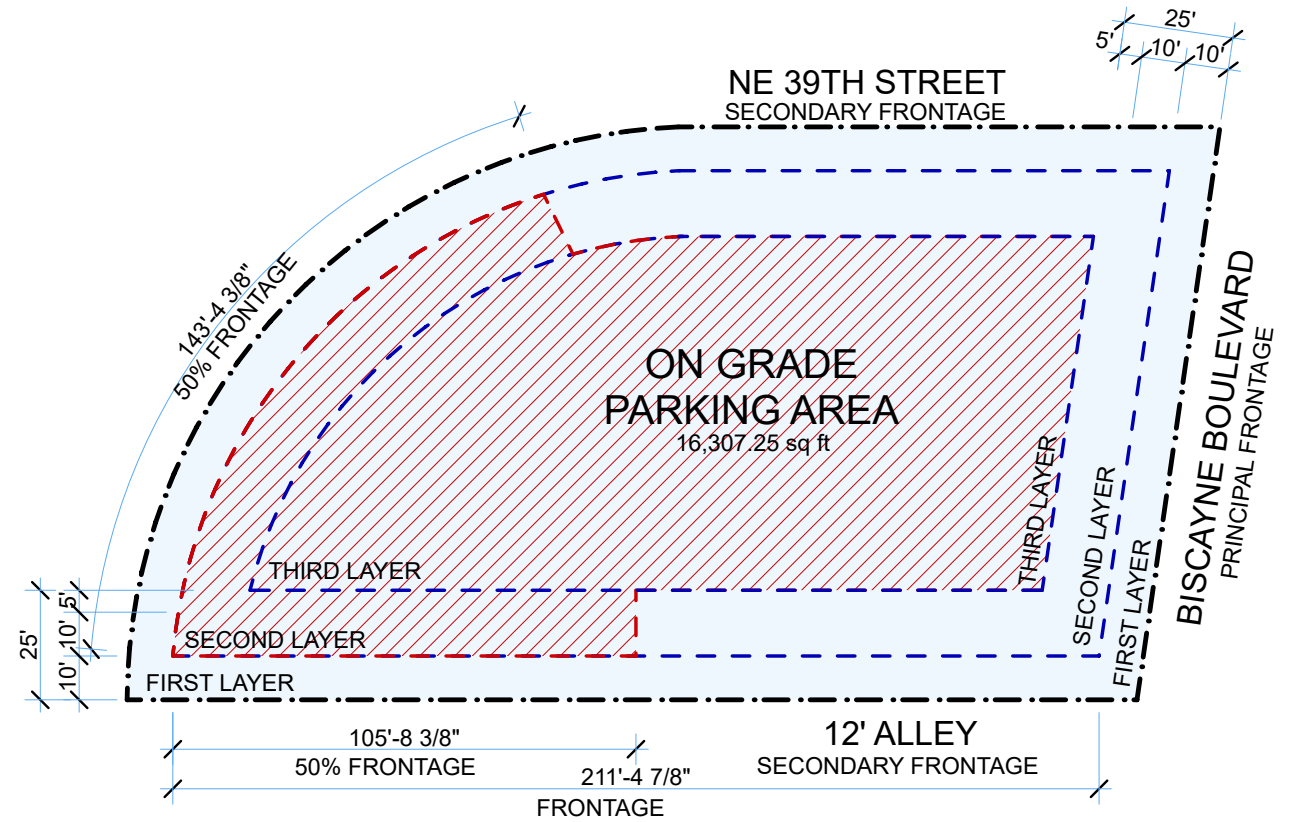 25'
5'
10'
10'
NE 39TH STREET
SECONDARY FRONTAGE
143'-4 3/8"
50% FRONTAGE
BISCAYNE BOULEVARD
PRINCIPAL FRONTAGE
ON GRADE
PARKING AREA
16,307.25 sq ft
THIRD LAYER
SECOND LAYER
FIRST LAYER
THIRD LAYER
SECOND LAYER
FIRST LAYER
25'
5'
10'
10'
105'-8 3/8"
50% FRONTAGE
12' ALLEY
SECONDARY FRONTAGE
211'-4 7/8"
FRONTAGE